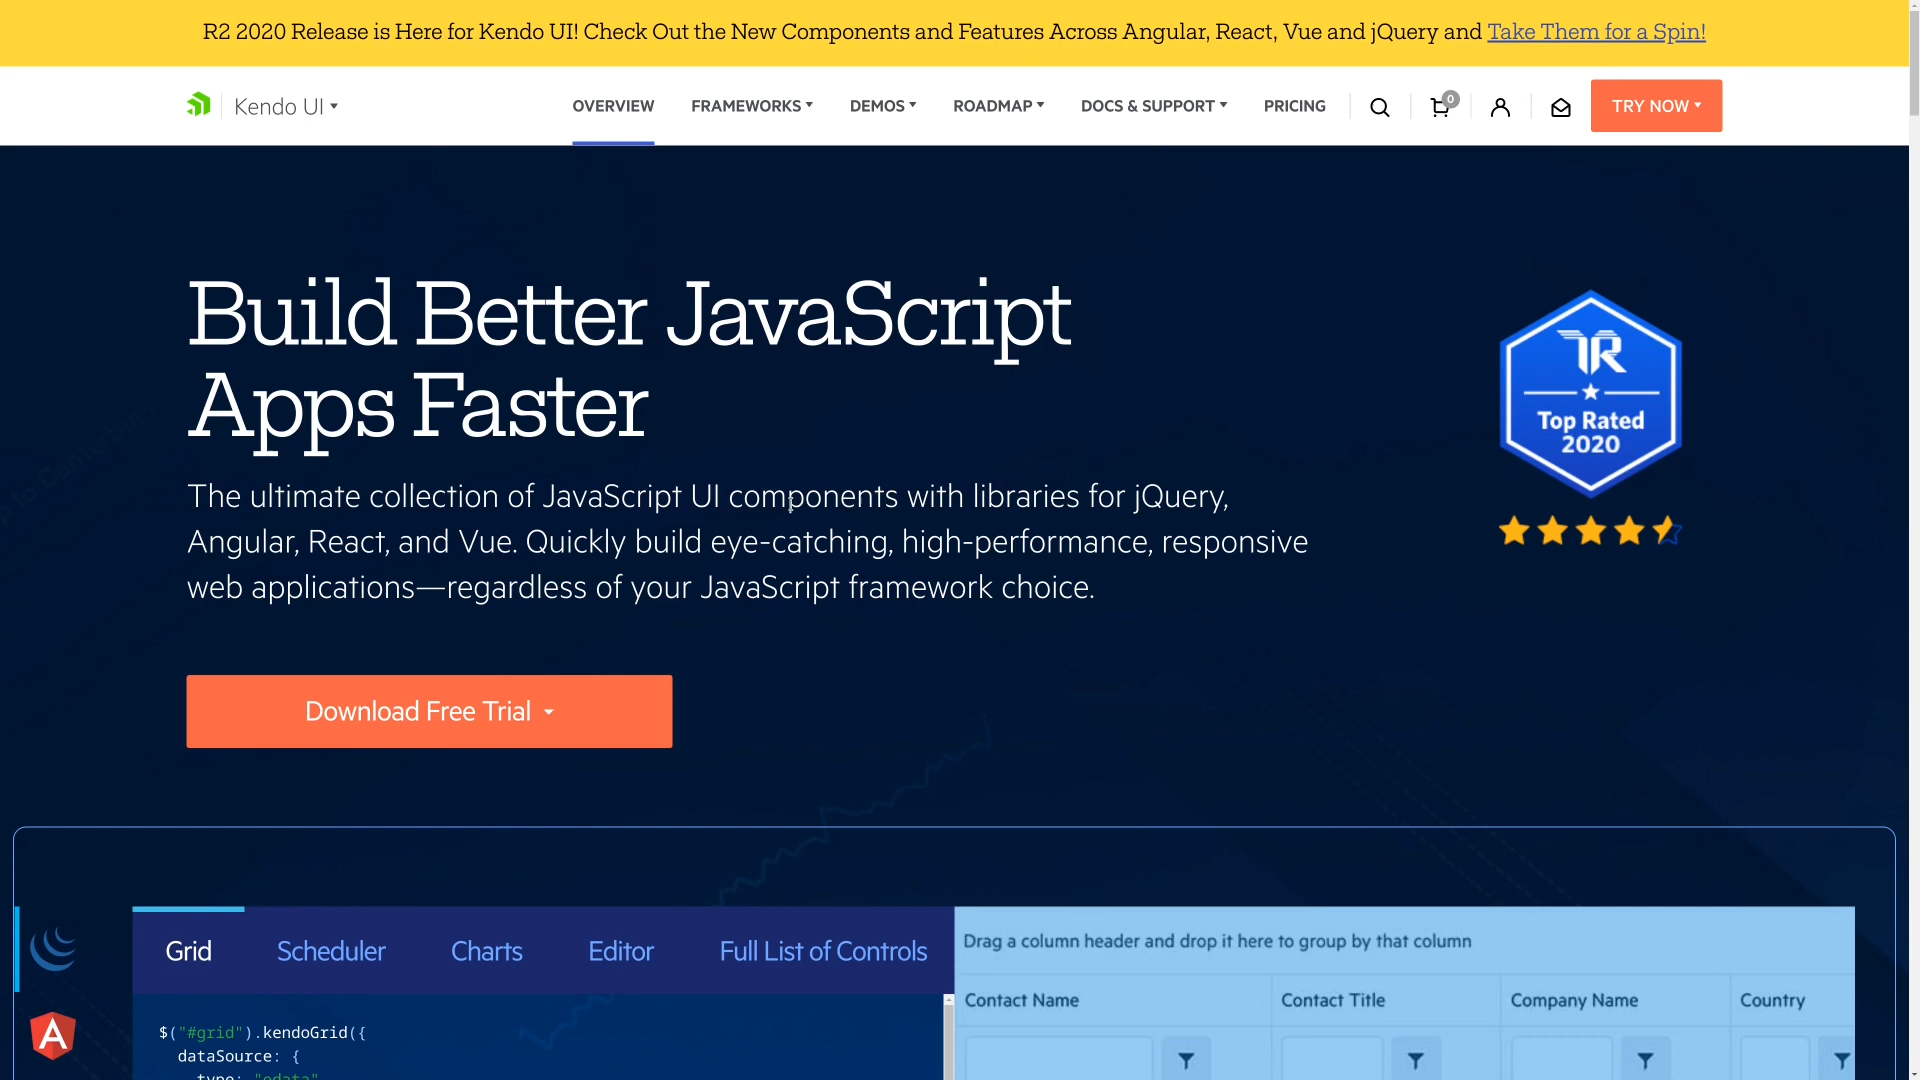 R2 2020 Release is Here for Kendo UI! Check Out the New Components and Features Across Angular, React, Vue and jQuery and Take Them for a Spin!
Kendo UI
OVERVIEW FRAMEWORKS DEMOS ROADMAP DOCS & SUPPORT PRICING 0 TRY NOW
Build Better JavaScript
Apps Faster
The ultimate collection of JavaScript UI components with libraries for jQuery,
Angular, React, and Vue. Quickly build eye-catching, high-performance, responsive
web applications—regardless of your JavaScript framework choice.
TR
Top Rated
2020
Download Free Trial
Grid Scheduler Charts Editor Full List of Controls
Drag a column header and drop it here to group by that column
Contact Name Contact Title Company Name Country
$("#grid").kendoGrid({
dataSource: {
type: "odata"